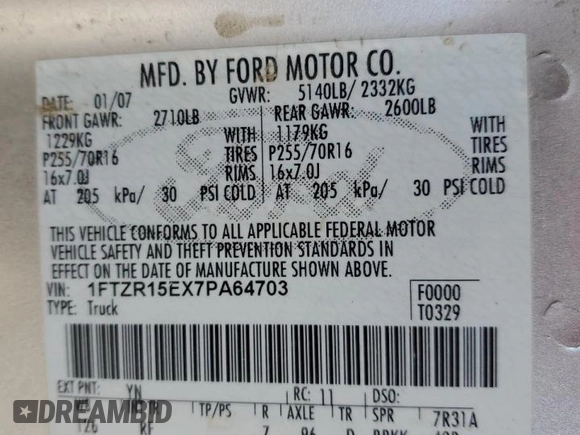 MFD. BY FORD MOTOR CO.
DATE: 01/07 GVWR: 5140LB/ 2332KG
FRONT GAWR: 2710LB REAR GAWR: 2600LB
1229KG WITH 1179KG WITH
P255/70R16 TIRES P255/70R16 TIRES
16x7.0J RIMS 16x7.0J RIMS
AT 205 kPa/ 30 PSI COLD AT 205 kPa/ 30 PSI COLD
THIS VEHICLE CONFORMS TO ALL APPLICABLE FEDERAL MOTOR
VEHICLE SAFETY AND THEFT PREVENTION STANDARDS IN
EFFECT ON THE DATE OF MANUFACTURE SHOWN ABOVE.
VIN: 1FTZR15EX7PA64703 F0000
TYPE: Truck T0329
EXT PNT: YN RC: 11 DSO:
TP/PS R AXLE TR SPR 7R31A
126 KF 7 96 D
DREAMBID